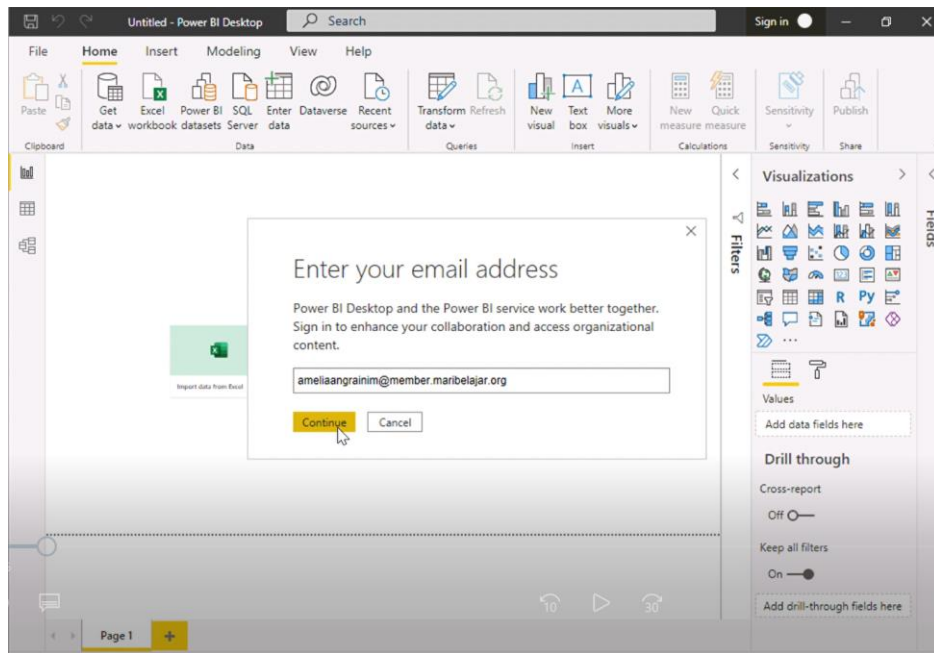 Untitled - Power BI Desktop
Search
Sign in
File Home Insert Modeling View Help
Paste
Get data
Excel workbook
Power BI datasets
SQL Server
Enter data
Dataverse
Recent sources
Transform data
Refresh
New visual
Text box
More visuals
New measure
Quick measure
Sensitivity
Publish
Clipboard Data Queries Insert Calculations Sensitivity Share
Filters
Visualizations
Fields
Enter your email address
Power BI Desktop and the Power BI service work better together.
Sign in to enhance your collaboration and access organizational
content.
ameliaangrainim@member.maribelajar.org
Continue Cancel
Import data from Excel
R Py
Values
Add data fields here
Drill through
Cross-report
Off
Keep all filters
On
Add drill-through fields here
10 30
Page 1